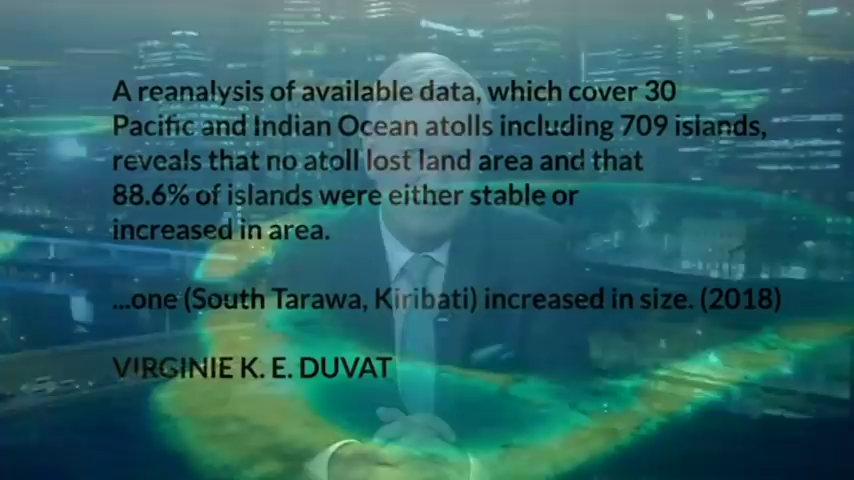 A reanalysis of available data, which cover 30
Pacific and Indian Ocean atolls including 709 islands,
reveals that no atoll lost land area and that
88.6% of islands were either stable or
increased in area.
...one (South Tarawa, Kiribati) increased in size. (2018)
VIRGINIE K. E. DUVAT